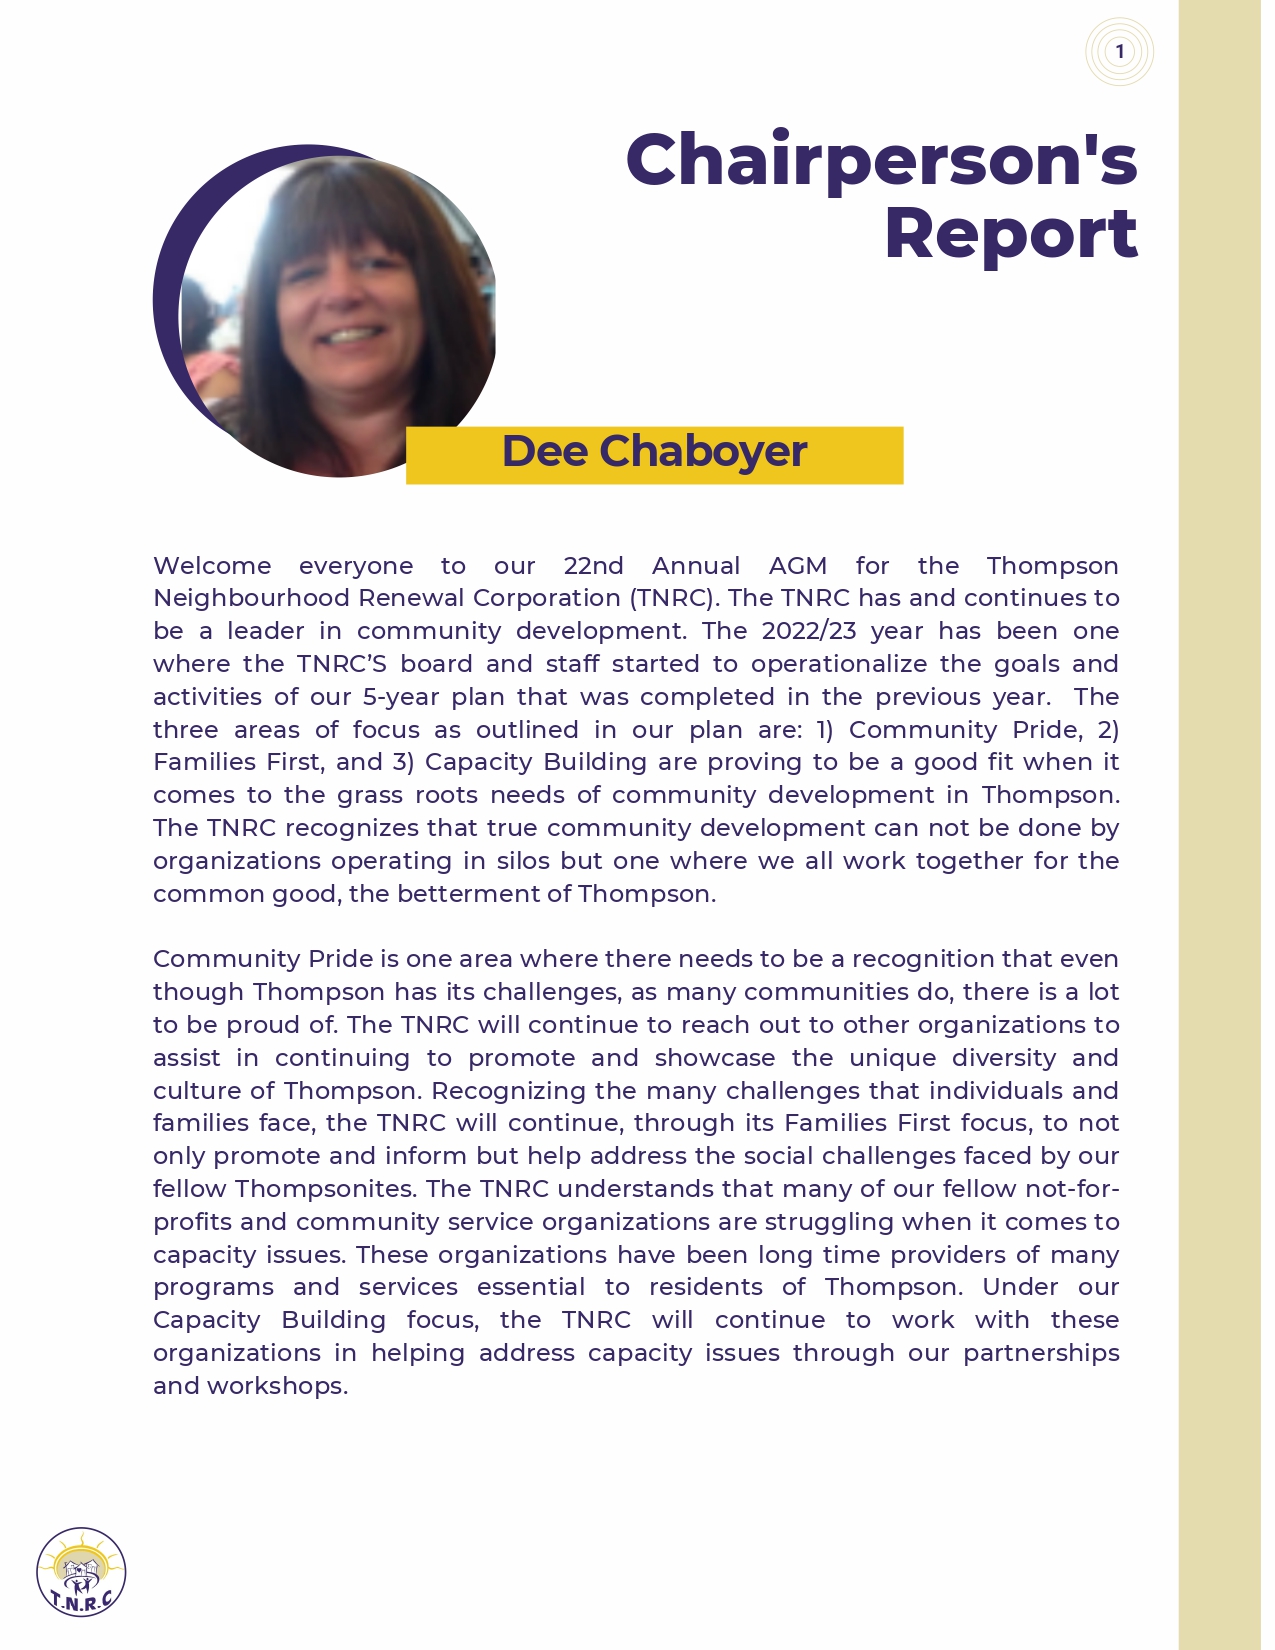 1
Chairperson's
Report
Dee Chaboyer
Welcome everyone to our 22nd Annual AGM for the Thompson
Neighbourhood Renewal Corporation (TNRC). The TNRC has and continues to
be a leader in community development. The 2022/23 year has been one
where the TNRC’S board and staff started to operationalize the goals and
activities of our 5-year plan that was completed in the previous year.  The
three areas of focus as outlined in our plan are: 1) Community Pride, 2)
Families First, and 3) Capacity Building are proving to be a good fit when it
comes to the grass roots needs of community development in Thompson.
The TNRC recognizes that true community development can not be done by
organizations operating in silos but one where we all work together for the
common good, the betterment of Thompson.
Community Pride is one area where there needs to be a recognition that even
though Thompson has its challenges, as many communities do, there is a lot
to be proud of. The TNRC will continue to reach out to other organizations to
assist in continuing to promote and showcase the unique diversity and
culture of Thompson. Recognizing the many challenges that individuals and
families face, the TNRC will continue, through its Families First focus, to not
only promote and inform but help address the social challenges faced by our
fellow Thompsonites. The TNRC understands that many of our fellow not-for-
profits and community service organizations are struggling when it comes to
capacity issues. These organizations have been long time providers of many
programs and services essential to residents of Thompson. Under our
Capacity Building focus, the TNRC will continue to work with these
organizations in helping address capacity issues through our partnerships
and workshops.
T.N.R.C